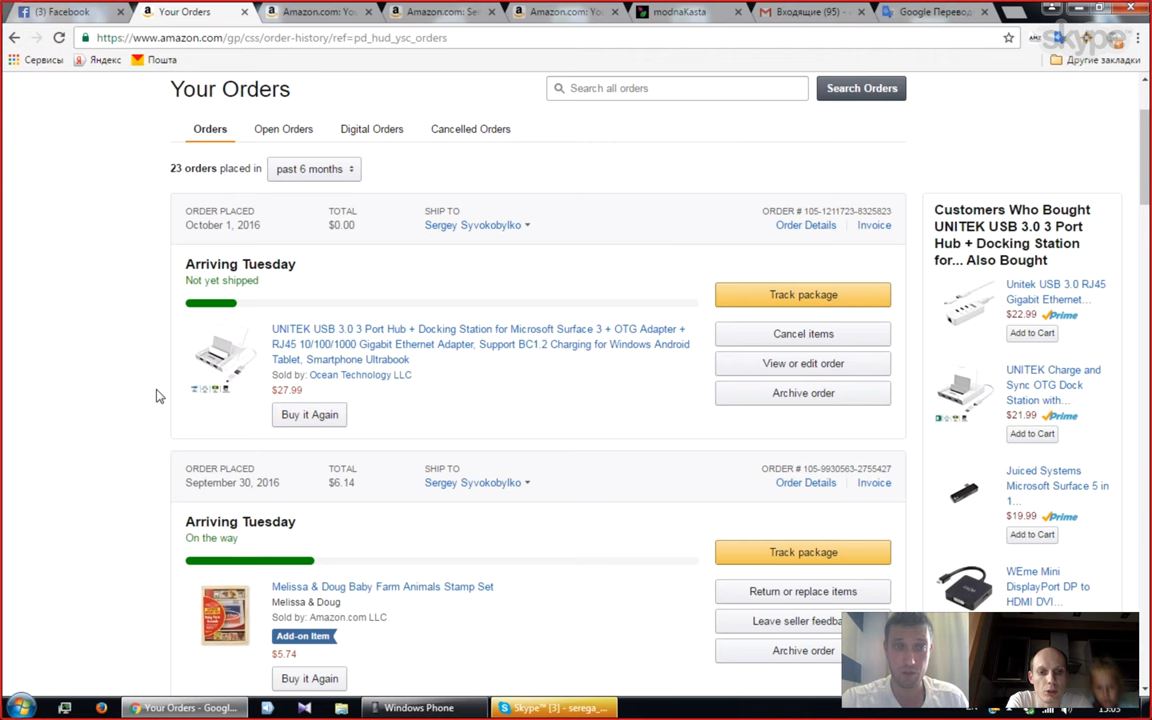 (3) Facebook
Your Orders
Amazon.com: You
Amazon.com: Se
Amazon.com: Yo
modnaKasta
Входящие (95) -
Google Перевод
https://www.amazon.com/gp/css/order-history/ref=pd_hud_ysc_orders
skype
Сервисы
Яндекс
Почта
Другие закладки
Your Orders
Search all orders
Search Orders
Orders
Open Orders
Digital Orders
Cancelled Orders
23 orders placed in
past 6 months
ORDER PLACED
October 1, 2016
TOTAL
$0.00
SHIP TO
Sergey Syvokobylko
ORDER # 105-1211723-8325823
Order Details
Invoice
Arriving Tuesday
Not yet shipped
UNITEK USB 3.0 3 Port Hub + Docking Station for Microsoft Surface 3 + OTG Adapter +
RJ45 10/100/1000 Gigabit Ethernet Adapter, Support BC1.2 Charging for Windows Android
Tablet, Smartphone Ultrabook
Sold by: Ocean Technology LLC
$27.99
Buy it Again
Track package
Cancel items
View or edit order
Archive order
ORDER PLACED
September 30, 2016
TOTAL
$6.14
SHIP TO
Sergey Syvokobylko
ORDER # 105-9930563-2755427
Order Details
Invoice
Arriving Tuesday
On the way
Melissa & Doug Baby Farm Animals Stamp Set
Melissa & Doug
Sold by: Amazon.com LLC
Add-on Item
$5.74
Buy it Again
Track package
Return or replace items
Leave seller feedba
Archive order
Customers Who Bought
UNITEK USB 3.0 3 Port
Hub + Docking Station
for... Also Bought
Unitek USB 3.0 RJ45
Gigabit Ethernet...
$22.99 Prime
Add to Cart
UNITEK Charge and
Sync OTG Dock
Station with...
$21.99 Prime
Add to Cart
Juiced Systems
Microsoft Surface 5 in
1...
$19.99 Prime
Add to Cart
WEme Mini
DisplayPort DP to
HDMI DVI...
Your Orders - Googl...
Windows Phone
Skype™ [3] - serega_...
15:03